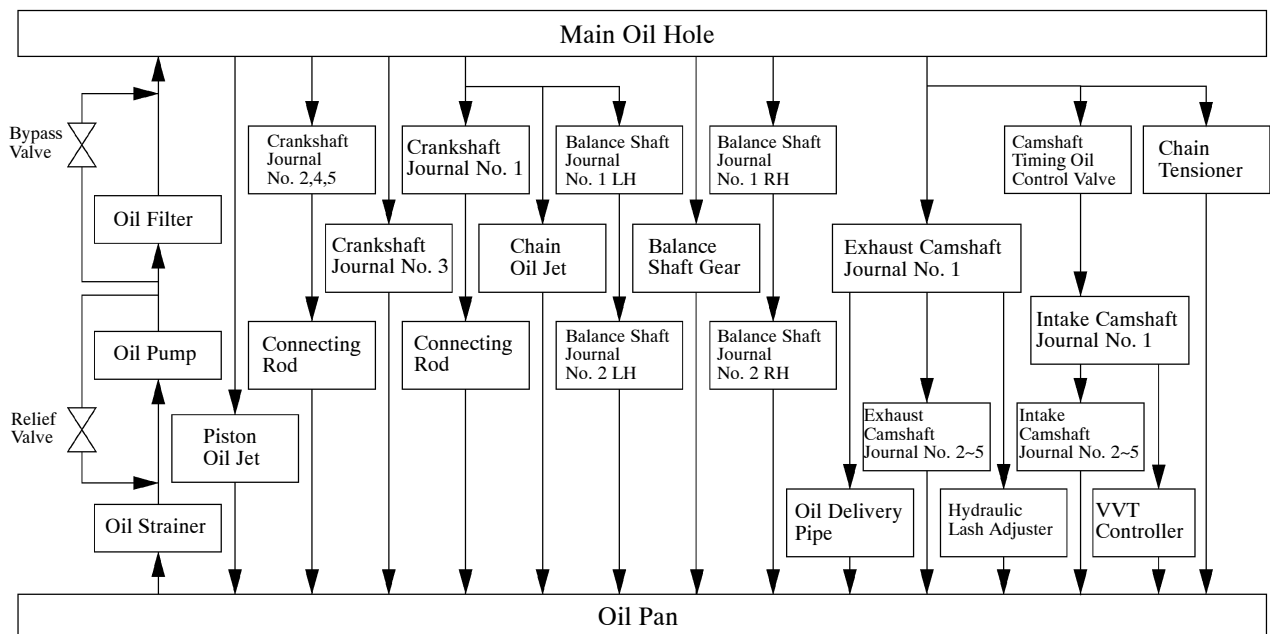 Main Oil Hole
Bypass
Valve
Crankshaft
Journal
No. 2,4,5
Crankshaft
Journal No. 1
Balance Shaft
Journal
No. 1 LH
Balance Shaft
Journal
No. 1 RH
Camshaft
Timing Oil
Control Valve
Chain
Tensioner
Oil Filter
Crankshaft
Journal No. 3
Chain
Oil Jet
Balance
Shaft Gear
Exhaust Camshaft
Journal No. 1
Oil Pump
Connecting
Rod
Connecting
Rod
Balance Shaft
Journal
No. 2 LH
Balance Shaft
Journal
No. 2 RH
Intake Camshaft
Journal No. 1
Relief
Valve
Piston
Oil Jet
Exhaust
Camshaft
Journal No. 2~5
Intake
Camshaft
Journal No. 2~5
Oil Strainer
Oil Delivery
Pipe
Hydraulic
Lash Adjuster
VVT
Controller
Oil Pan